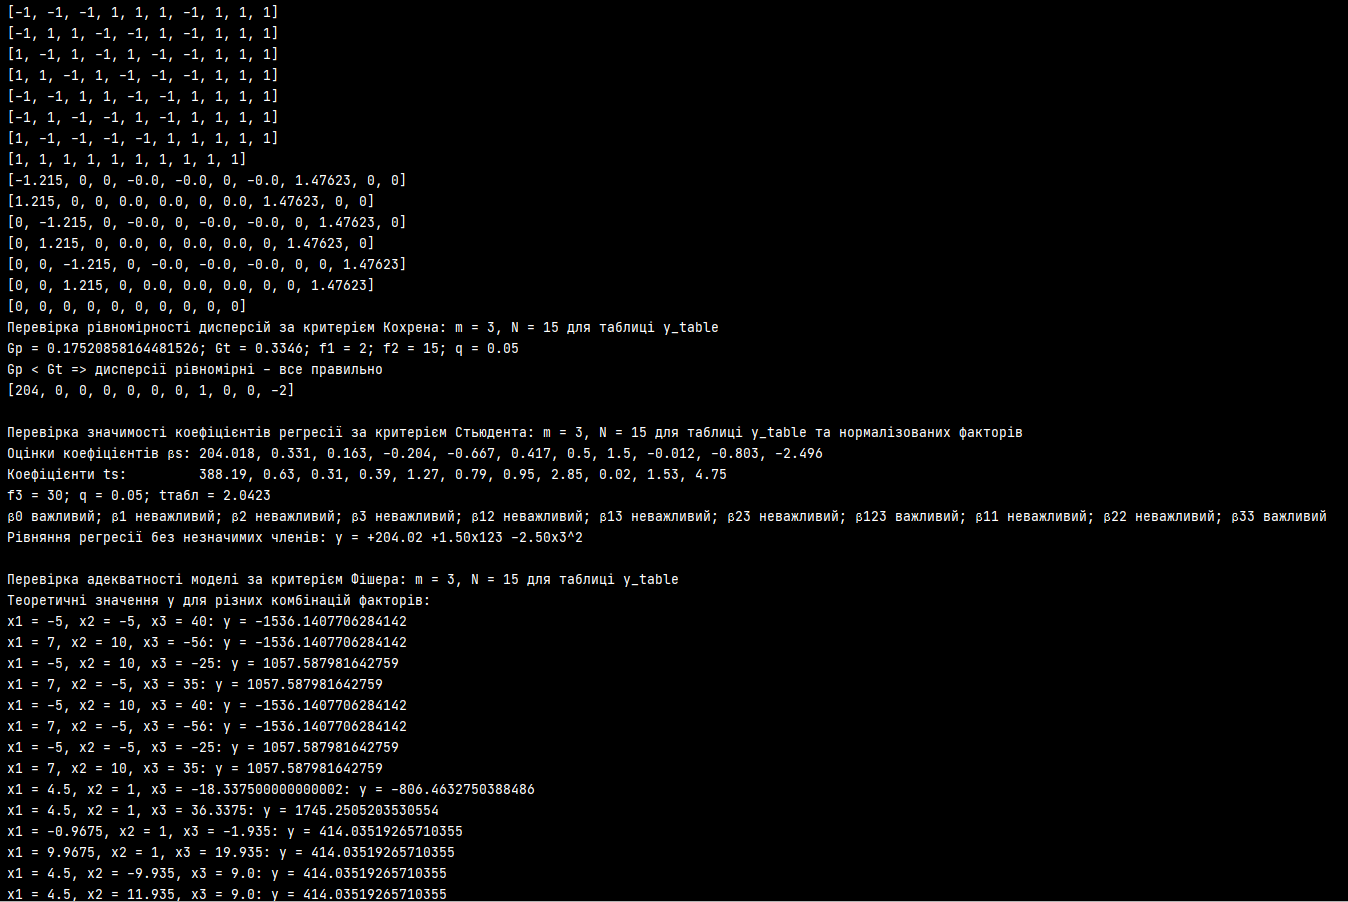 [-1, -1, -1, 1, 1, 1, -1, 1, 1, 1]
[-1, 1, 1, -1, -1, 1, -1, 1, 1, 1]
[1, -1, 1, -1, 1, -1, -1, 1, 1, 1]
[1, 1, -1, 1, -1, -1, -1, 1, 1, 1]
[-1, -1, 1, 1, -1, -1, 1, 1, 1, 1]
[-1, 1, -1, -1, 1, -1, 1, 1, 1, 1]
[1, -1, -1, -1, -1, 1, 1, 1, 1, 1]
[1, 1, 1, 1, 1, 1, 1, 1, 1, 1]
[-1.215, 0, 0, -0.0, -0.0, 0, -0.0, 1.47623, 0, 0]
[1.215, 0, 0, 0.0, 0.0, 0, 0.0, 1.47623, 0, 0]
[0, -1.215, 0, -0.0, 0, -0.0, -0.0, 0, 1.47623, 0]
[0, 1.215, 0, 0.0, 0, 0.0, 0.0, 0, 1.47623, 0]
[0, 0, -1.215, 0, -0.0, -0.0, -0.0, 0, 0, 1.47623]
[0, 0, 1.215, 0, 0.0, 0.0, 0.0, 0, 0, 1.47623]
[0, 0, 0, 0, 0, 0, 0, 0, 0, 0]
Перевірка рівномірності дисперсій за критерієм Кохрена: m = 3, N = 15 для таблиці y_table
Gp = 0.17520858164481526; Gt = 0.3346; f1 = 2; f2 = 15; q = 0.05
Gp < Gt => дисперсії рівномірні – все правильно
[204, 0, 0, 0, 0, 0, 0, 1, 0, 0, -2]
Перевірка значимості коефіцієнтів регресії за критерієм Стьюдента: m = 3, N = 15 для таблиці y_table та нормалізованих факторів
Оцінки коефіцієнтів βs: 204.018, 0.331, 0.163, -0.204, -0.667, 0.417, 0.5, 1.5, -0.012, -0.803, -2.496
Коефіцієнти ts: 388.19, 0.63, 0.31, 0.39, 1.27, 0.79, 0.95, 2.85, 0.02, 1.53, 4.75
f3 = 30; q = 0.05; tтабл = 2.0423
β0 важливий; β1 неважливий; β2 неважливий; β3 неважливий; β12 неважливий; β13 неважливий; β23 неважливий; β123 важливий; β11 неважливий; β22 неважливий; β33 важливий
Рівняння регресії без незначимих членів: y = +204.02 +1.50x123 -2.50x3^2
Перевірка адекватності моделі за критерієм Фішера: m = 3, N = 15 для таблиці y_table
Теоретичні значення y для різних комбінацій факторів:
x1 = -5, x2 = -5, x3 = 40: y = -1536.1407706284142
x1 = 7, x2 = 10, x3 = -56: y = -1536.1407706284142
x1 = -5, x2 = 10, x3 = -25: y = 1057.587981642759
x1 = 7, x2 = -5, x3 = 35: y = 1057.587981642759
x1 = -5, x2 = 10, x3 = 40: y = -1536.1407706284142
x1 = 7, x2 = -5, x3 = -56: y = -1536.1407706284142
x1 = -5, x2 = -5, x3 = -25: y = 1057.587981642759
x1 = 7, x2 = 10, x3 = 35: y = 1057.587981642759
x1 = 4.5, x2 = 1, x3 = -18.337500000000002: y = -806.4632750388486
x1 = 4.5, x2 = 1, x3 = 36.3375: y = 1745.2505203530554
x1 = -0.9675, x2 = 1, x3 = -1.935: y = 414.03519265710355
x1 = 9.9675, x2 = 1, x3 = 19.935: y = 414.03519265710355
x1 = 4.5, x2 = -9.935, x3 = 9.0: y = 414.03519265710355
x1 = 4.5, x2 = 11.935, x3 = 9.0: y = 414.03519265710355